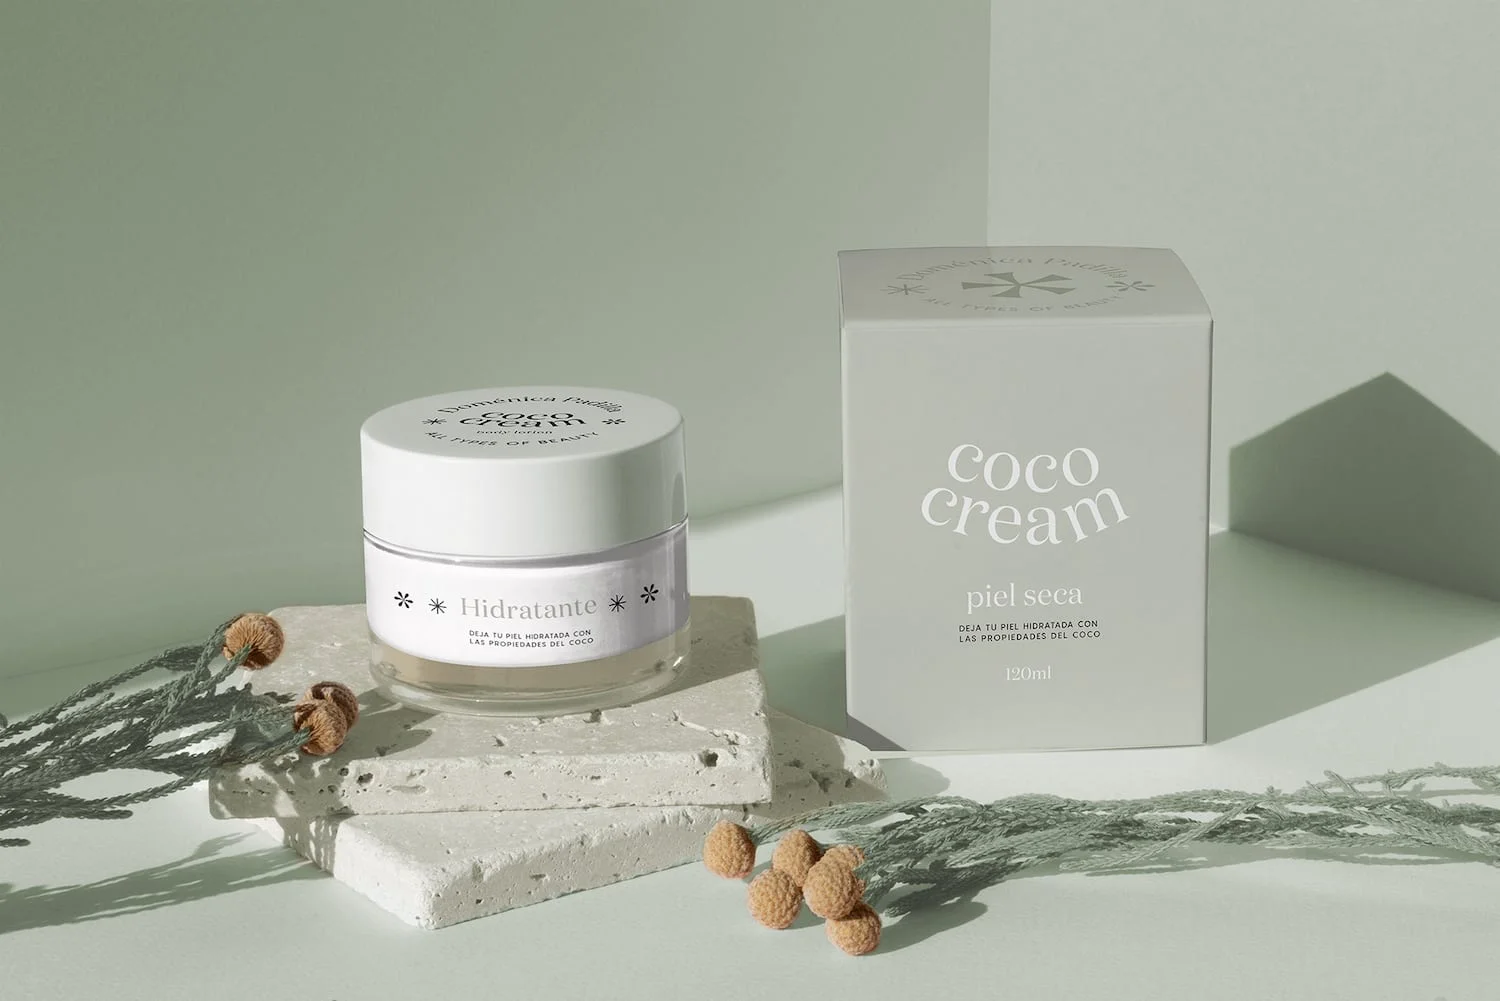 Doménica Padilla
coco
cream
body lotion
ALL TYPES OF BEAUTY
Hidratante
DEJA TU PIEL HIDRATADA CON
LAS PROPIEDADES DEL COCO
Doménica Padilla
ALL TYPES OF BEAUTY
coco
cream
piel seca
DEJA TU PIEL HIDRATADA CON
LAS PROPIEDADES DEL COCO
120ml